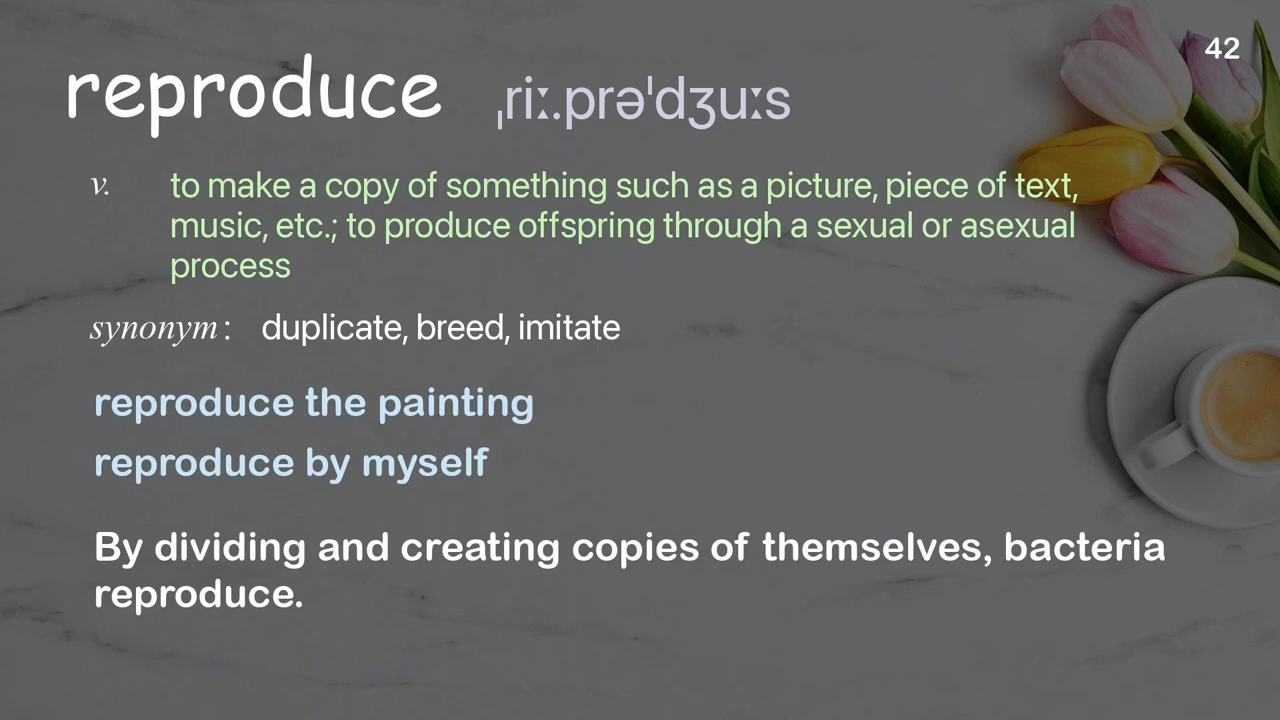 42
reproduce ˌriː.prəˈdʒuːs
v. to make a copy of something such as a picture, piece of text,
music, etc.; to produce offspring through a sexual or asexual
process
synonym: duplicate, breed, imitate
reproduce the painting
reproduce by myself
By dividing and creating copies of themselves, bacteria
reproduce.